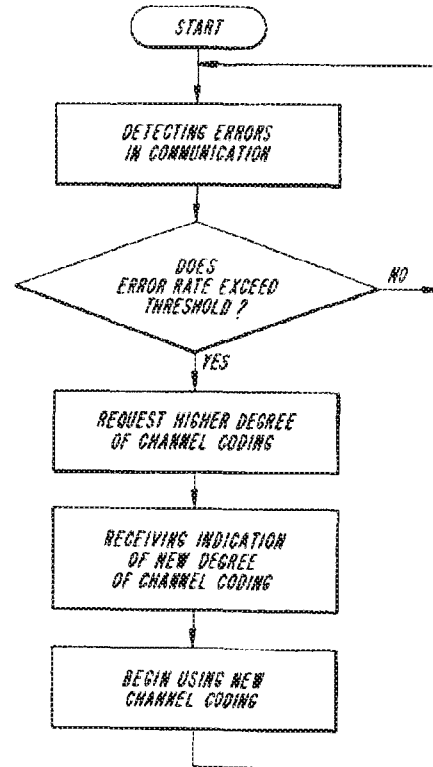 START
DETECTING ERRORS
IN COMMUNICATION
DOES
ERROR RATE EXCEED
THRESHOLD?
NO
YES
REQUEST HIGHER DEGREE
OF CHANNEL CODING
RECEIVING INDICATION
OF NEW DEGREE
OF CHANNEL CODING
BEGIN USING NEW
CHANNEL CODING